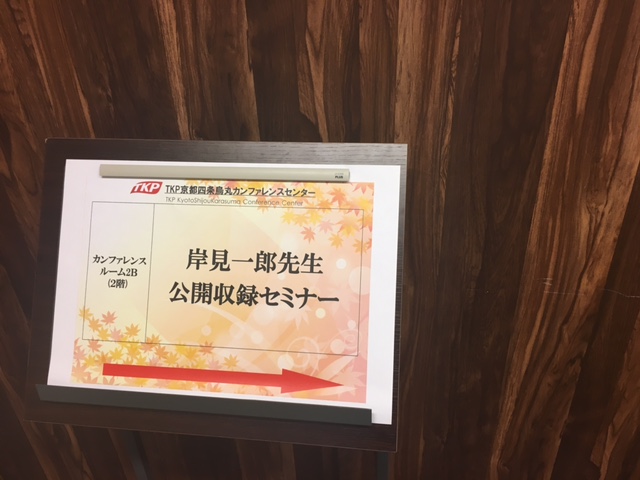 PLUS
TKP TKP京都四条烏丸カンファレンスセンター
TKP KyotoShijouKarasuma Conference Center
カンファレンス
ルーム2B
(2階)
岸見一郎先生
公開収録セミナー